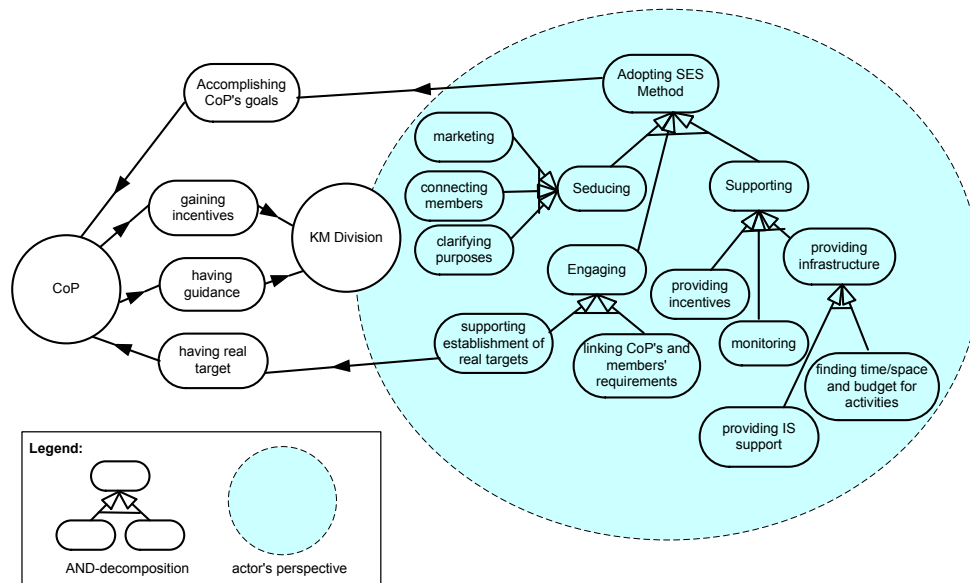 Accomplishing
CoP's goals
Adopting SES
Method
marketing
connecting
members
clarifying
purposes
Seducing
Supporting
gaining
incentives
KM Division
CoP
having
guidance
having real
target
Engaging
providing
infrastructure
providing
incentives
supporting
establishment of
real targets
linking CoP's and
members'
requirements
monitoring
finding time/space
and budget for
activities
providing IS
support
Legend:
AND-decomposition
actor's perspective